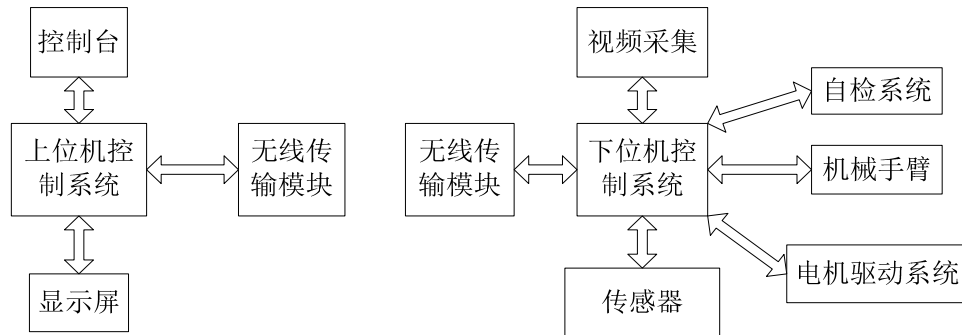 控制台
上位机控
制系统
无线传
输模块
显示屏
视频采集
无线传
输模块
下位机控
制系统
传感器
自检系统
机械手臂
电机驱动系统